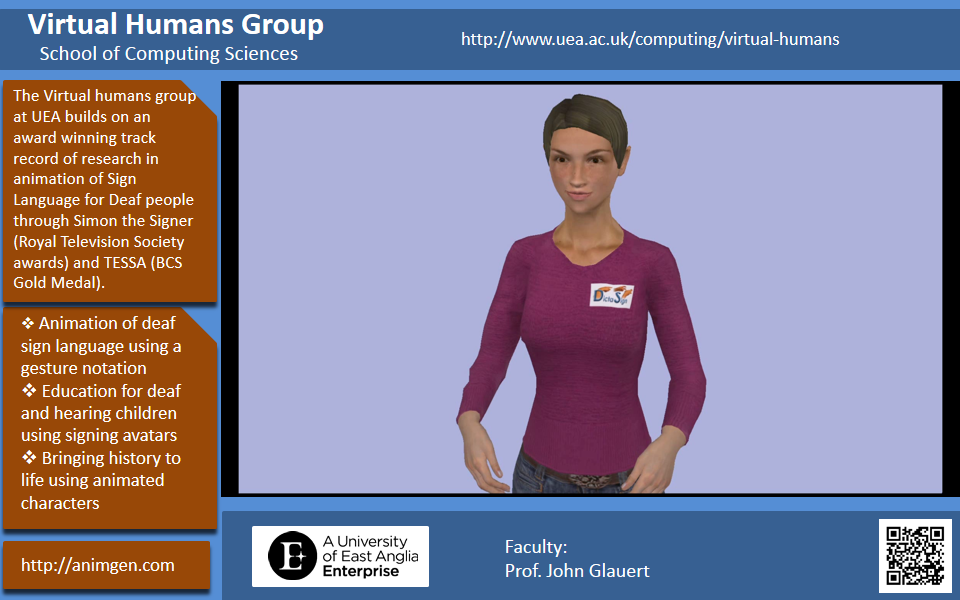 Virtual Humans Group
School of Computing Sciences
http://www.uea.ac.uk/computing/virtual-humans
The Virtual humans group
at UEA builds on an
award winning track
record of research in
animation of Sign
Language for Deaf people
through Simon the Signer
(Royal Television Society
awards) and TESSA (BCS
Gold Medal).
❖ Animation of deaf
sign language using a
gesture notation
❖ Education for deaf
and hearing children
using signing avatars
❖ Bringing history to
life using animated
characters
http://animgen.com
Dicta Sign
E
A University
of East Anglia
Enterprise
Faculty:
Prof. John Glauert